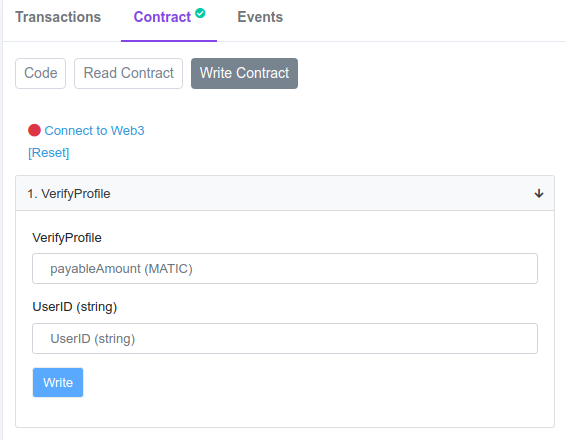 Transactions
Contract
Events
Code
Read Contract
Write Contract
Connect to Web3
[Reset]
1. VerifyProfile
VerifyProfile
payableAmount (MATIC)
UserID (string)
UserID (string)
Write